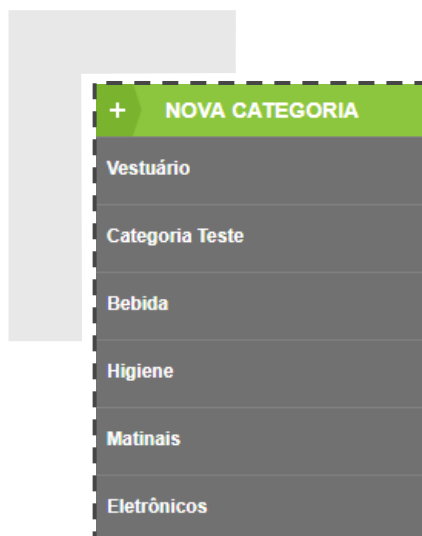 + NOVA CATEGORIA
Vestuário
Categoria Teste
Bebida
Higiene
Matinais
Eletrônicos